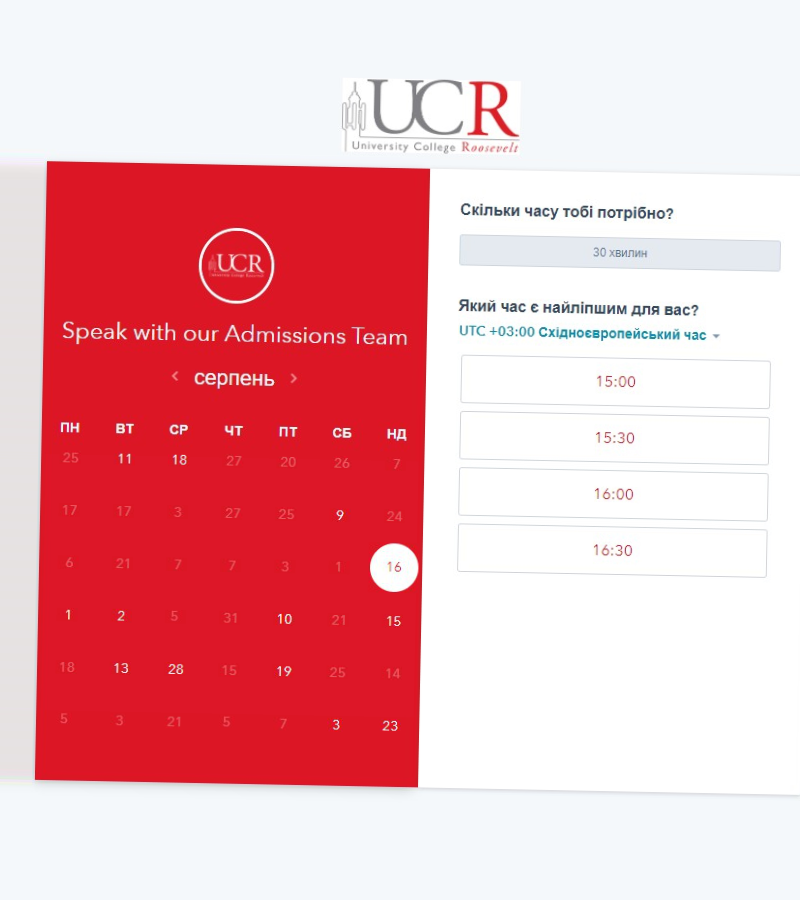 UCR
University College Roosevelt
UCR
Speak with our Admissions Team
серпень
ПН ВТ СР ЧТ ПТ СБ НД
25 11 18 27 20 26 7
17 17 3 27 25 9 24
6 21 7 7 3 1 16
1 2 5 31 10 21 15
18 13 28 15 19 25 14
5 3 21 5 7 3 23
Скільки часу тобі потрібно?
30 хвилин
Який час є найліпшим для вас?
UTC +03:00 Східноєвропейський час
15:00
15:30
16:00
16:30